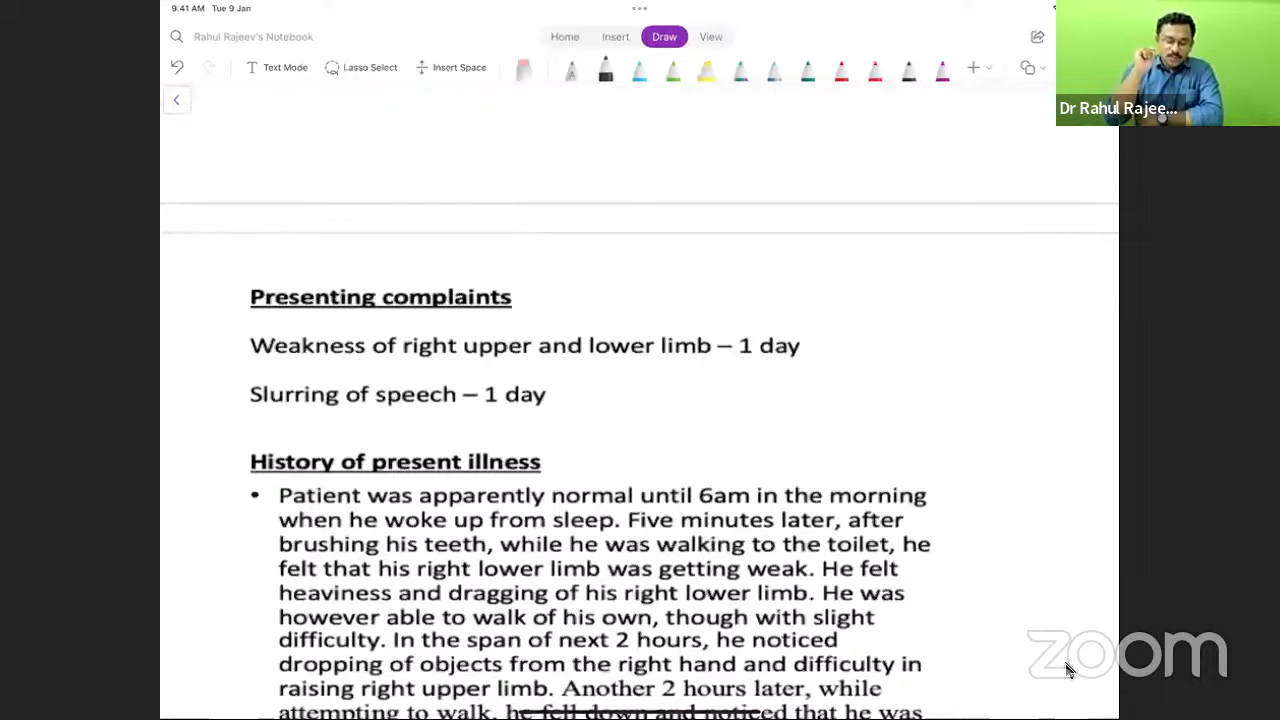 9:41 AM Tue 9 Jan
Rahul Rajeev's Notebook
Home Insert Draw View
Text Mode Lasso Select Insert Space
Dr Rahul Rajee...
Presenting complaints
Weakness of right upper and lower limb – 1 day
Slurring of speech – 1 day
History of present illness
• Patient was apparently normal until 6am in the morning
when he woke up from sleep. Five minutes later, after
brushing his teeth, while he was walking to the toilet, he
felt that his right lower limb was getting weak. He felt
heaviness and dragging of his right lower limb. He was
however able to walk of his own, though with slight
difficulty. In the span of next 2 hours, he noticed
dropping of objects from the right hand and difficulty in
raising right upper limb. Another 2 hours later, while
attempting to walk, he fell down and noticed that he was
zoom